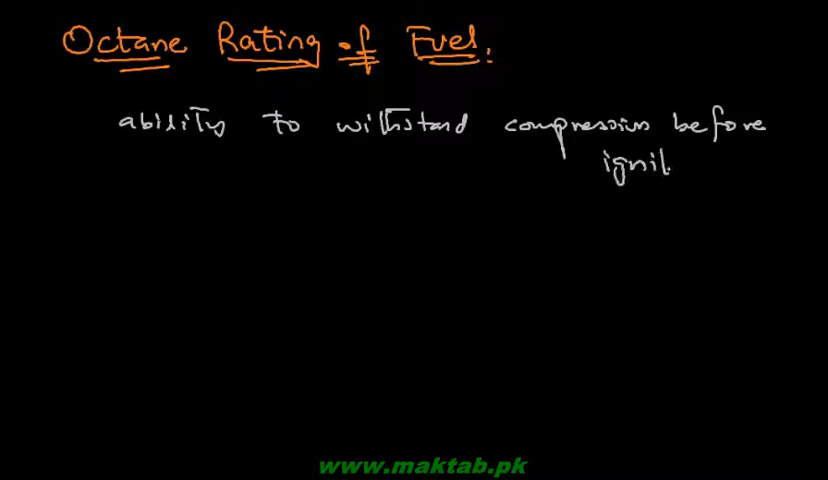 Octane Rating of Fuel:
ability to withstand compression before
ignit
www.maktab.pk